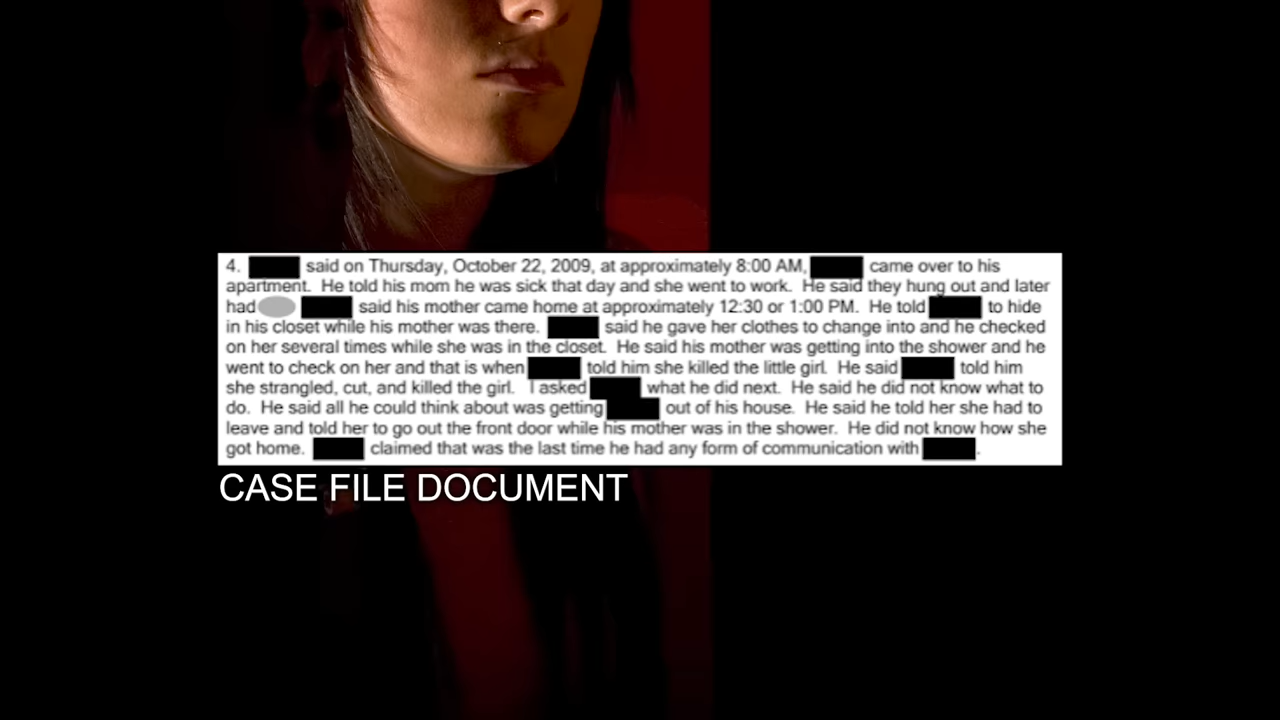 4. said on Thursday, October 22, 2009, at approximately 8:00 AM, came over to his
apartment. He told his mom he was sick that day and she went to work. He said they hung out and later
had said his mother came home at approximately 12:30 or 1:00 PM. He told to hide
in his closet while his mother was there. said he gave her clothes to change into and he checked
on her several times while she was in the closet. He said his mother was getting into the shower and he
went to check on her and that is when told him she killed the little girl. He said told him
she strangled, cut, and killed the girl. I asked what he did next. He said he did not know what to
do. He said all he could think about was getting out of his house. He said he told her she had to
leave and told her to go out the front door while his mother was in the shower. He did not know how she
got home. claimed that was the last time he had any form of communication with .
CASE FILE DOCUMENT